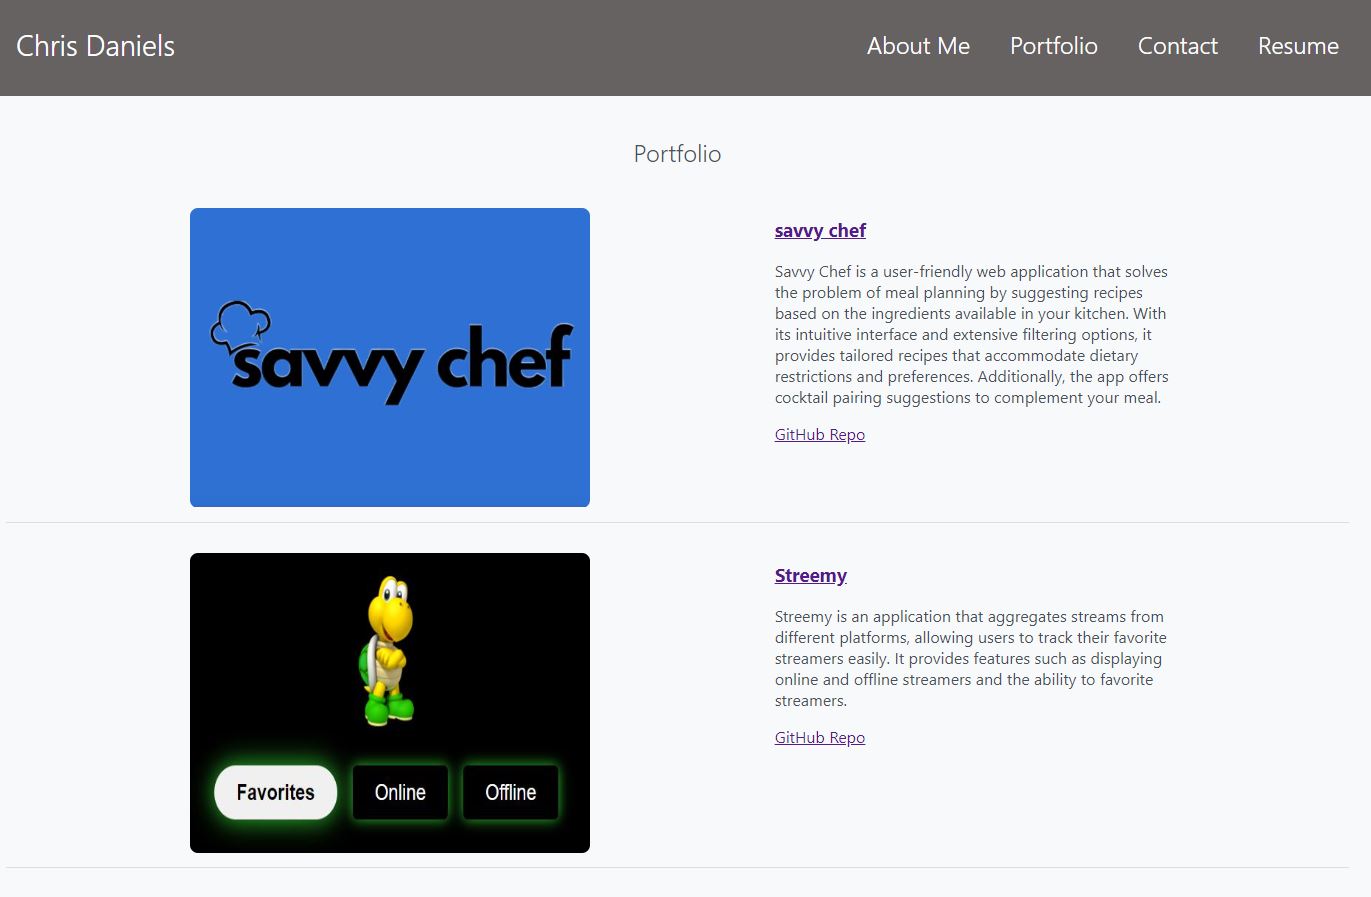 Chris Daniels
About Me
Portfolio
Contact
Resume
Portfolio
savvy chef
savvy chef
Savvy Chef is a user-friendly web application that solves
the problem of meal planning by suggesting recipes
based on the ingredients available in your kitchen. With
its intuitive interface and extensive filtering options, it
provides tailored recipes that accommodate dietary
restrictions and preferences. Additionally, the app offers
cocktail pairing suggestions to complement your meal.
GitHub Repo
Favorites
Online
Offline
Streemy
Streemy is an application that aggregates streams from
different platforms, allowing users to track their favorite
streamers easily. It provides features such as displaying
online and offline streamers and the ability to favorite
streamers.
GitHub Repo